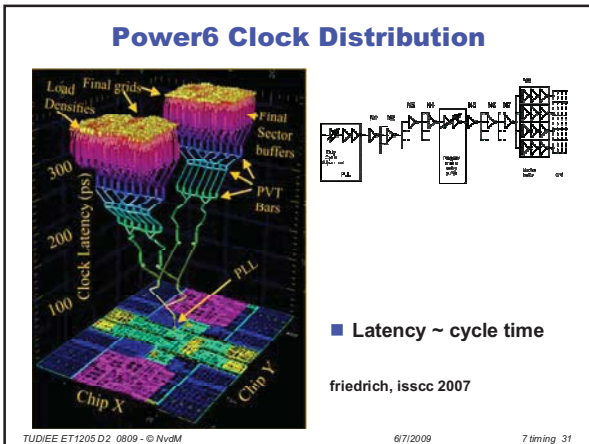 Power6 Clock Distribution
Final grids
Load
Densities
Final
Sector
buffers
PVT
Bars
300
200
100
Clock Latency (ps)
PLL
Chip X
Chip Y
PLL
■ Latency ~ cycle time
friedrich, isscc 2007
TUD/EE ET1205 D2 0809 - © NvdM
6/7/2009
7 timing 31